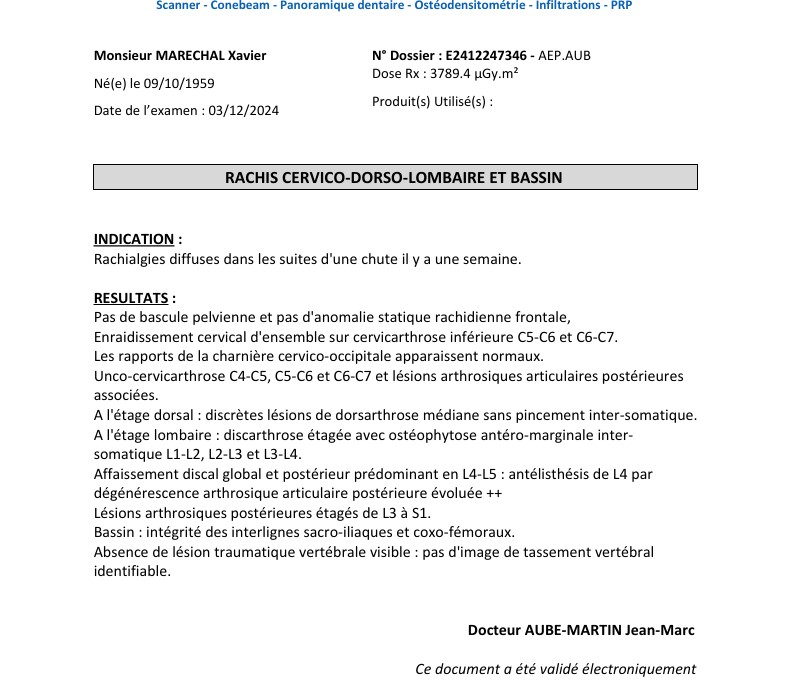 Scanner - Conebeam - Panoramique dentaire - Ostéodensitométrie - Infiltrations - PRP
Monsieur MARECHAL Xavier
Né(e) le 09/10/1959
Date de l’examen : 03/12/2024
N° Dossier : E2412247346 - AEP.AUB
Dose Rx : 3789.4 µGy.m²
Produit(s) Utilisé(s) :
RACHIS CERVICO-DORSO-LOMBAIRE ET BASSIN
INDICATION :
Rachialgies diffuses dans les suites d'une chute il y a une semaine.
RESULTATS :
Pas de bascule pelvienne et pas d'anomalie statique rachidienne frontale,
Enraidissement cervical d'ensemble sur cervicarthrose inférieure C5-C6 et C6-C7.
Les rapports de la charnière cervico-occipitale apparaissent normaux.
Unco-cervicarthrose C4-C5, C5-C6 et C6-C7 et lésions arthrosiques articulaires postérieures
associées.
A l'étage dorsal : discrètes lésions de dorsarthrose médiane sans pincement inter-somatique.
A l'étage lombaire : discarthrose étagée avec ostéophytose antéro-marginale inter-
somatique L1-L2, L2-L3 et L3-L4.
Affaissement discal global et postérieur prédominant en L4-L5 : antélisthésis de L4 par
dégénérescence arthrosique articulaire postérieure évoluée ++
Lésions arthrosiques postérieures étagés de L3 à S1.
Bassin : intégrité des interlignes sacro-iliaques et coxo-fémoraux.
Absence de lésion traumatique vertébrale visible : pas d'image de tassement vertébral
identifiable.
Docteur AUBE-MARTIN Jean-Marc
Ce document a été validé électroniquement